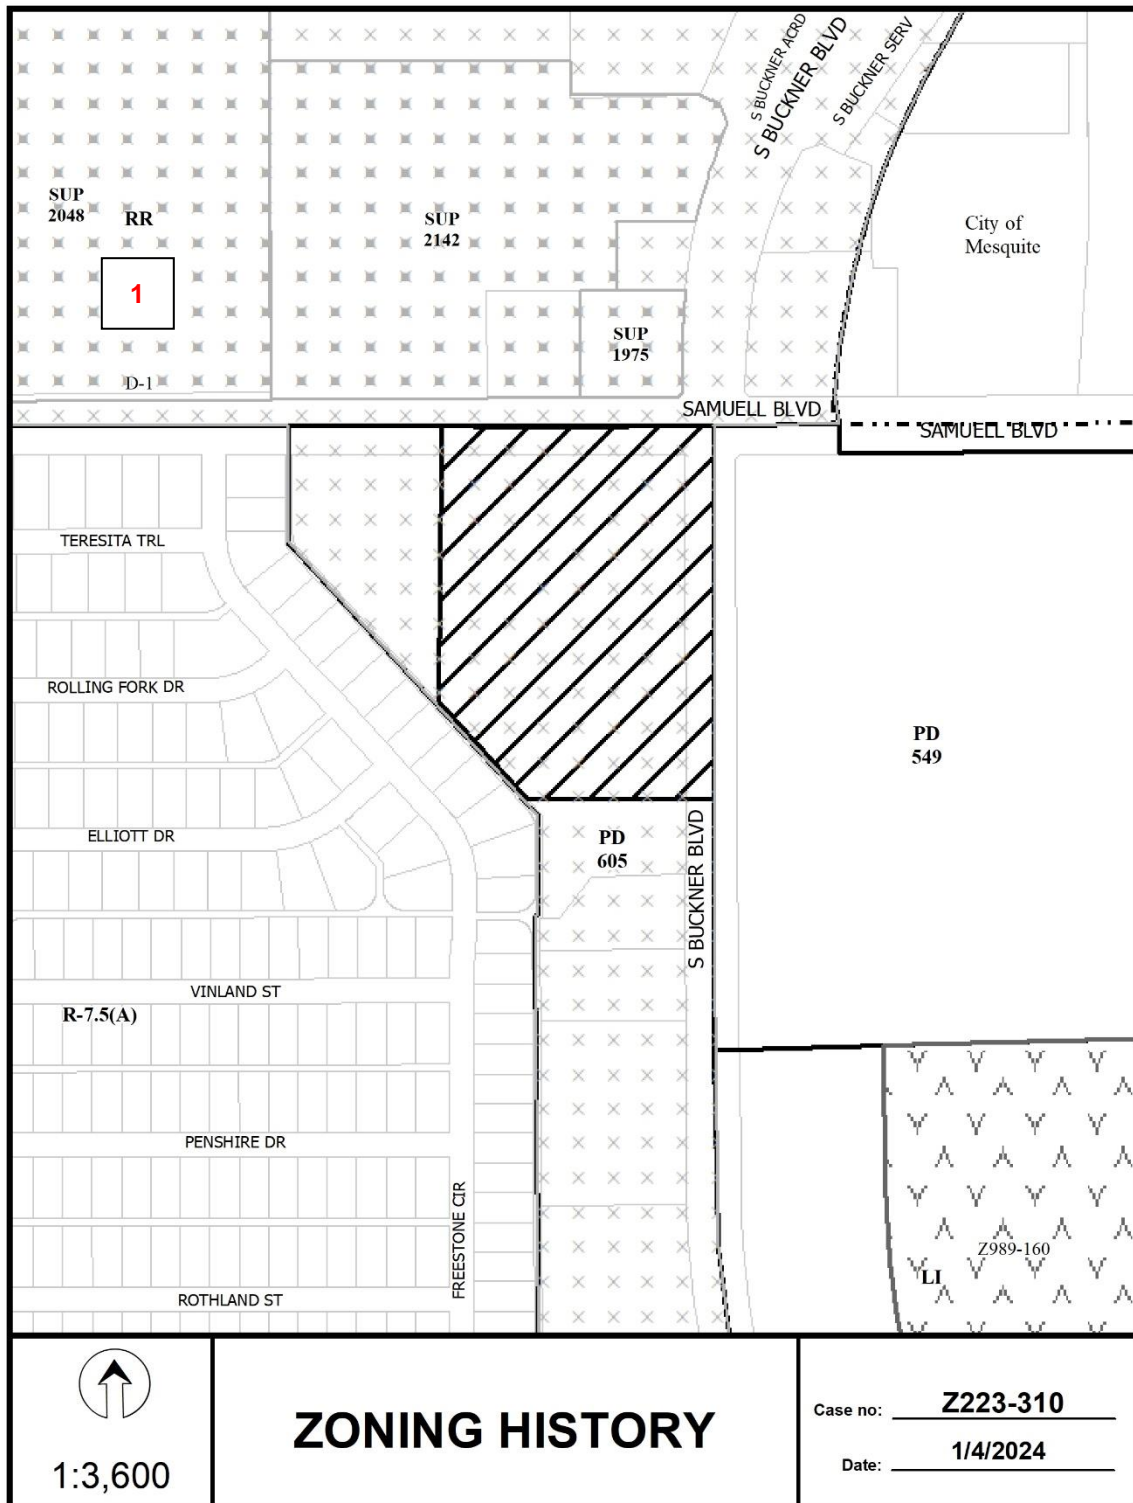 S BUCKNER ACRD
S BUCKNER BLVD
S BUCKNER SERV
SUP
2048
RR
SUP
2142
City of
Mesquite
1
SUP
1975
D-1
SAMUELL BLVD
SAMUELL BLVD
TERESITA TRL
ROLLING FORK DR
PD
549
ELLIOTT DR
PD
605
S BUCKNER BLVD
VINLAND ST
R-7.5(A)
PENSHIRE DR
FREESTONE CIR
Z989-160
LI
ROTHLAND ST
1:3,600
ZONING HISTORY
Case no: Z223-310
Date: 1/4/2024